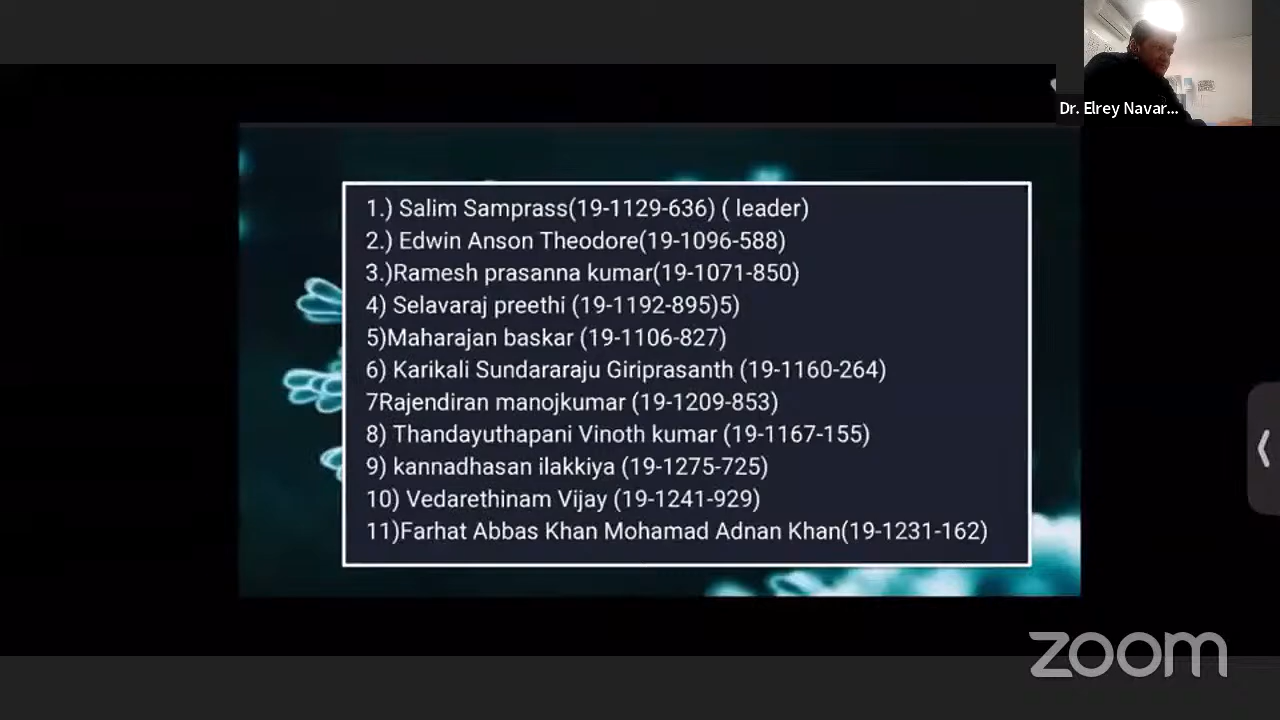 Dr. Elrey Navar...
1.) Salim Samprass(19-1129-636) ( leader)
2.) Edwin Anson Theodore(19-1096-588)
3.)Ramesh prasanna kumar(19-1071-850)
4) Selavaraj preethi (19-1192-895)5)
5)Maharajan baskar (19-1106-827)
6) Karikali Sundararaju Giriprasanth (19-1160-264)
7Rajendiran manojkumar (19-1209-853)
8) Thandayuthapani Vinoth kumar (19-1167-155)
9) kannadhasan ilakkiya (19-1275-725)
10) Vedarethinam Vijay (19-1241-929)
11)Farhat Abbas Khan Mohamad Adnan Khan(19-1231-162)
zoom